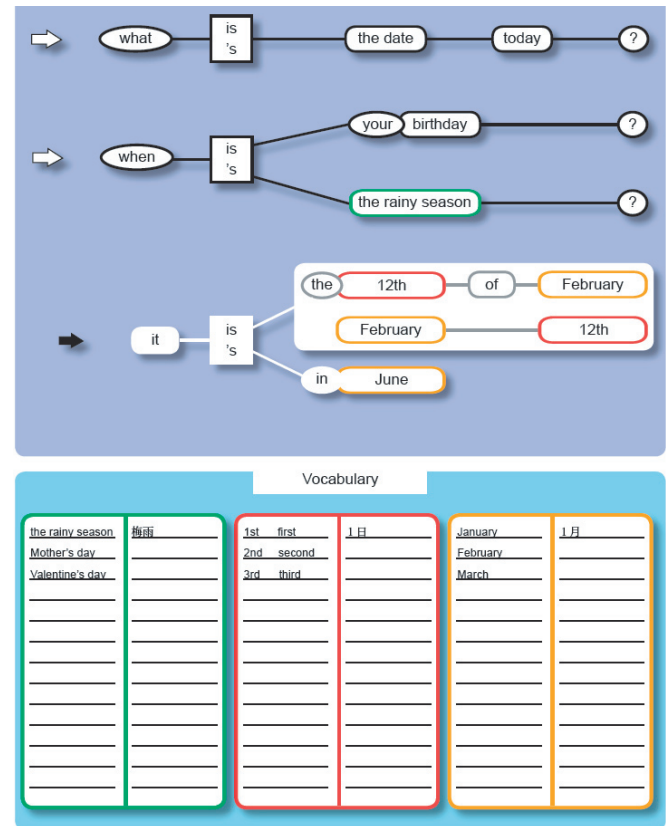 what is 's the date today ?
when is 's your birthday ?
the rainy season ?
it is 's the 12th of February
February 12th
in June
Vocabulary
the rainy season 梅雨 1st first 1日 January 1月
Mother's day 2nd second February
Valentine's day 3rd third March